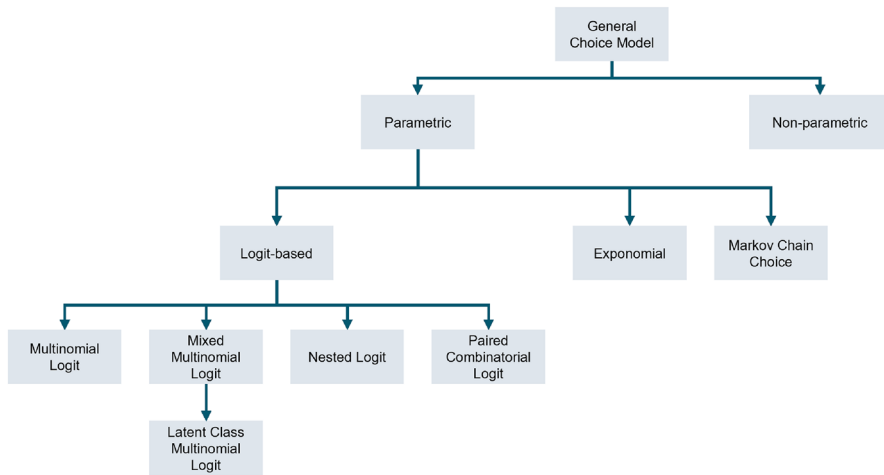 General
Choice Model
Parametric
Non-parametric
Logit-based
Exponomial
Markov Chain
Choice
Multinomial
Logit
Mixed
Multinomial
Logit
Nested Logit
Paired
Combinatorial
Logit
Latent Class
Multinomial
Logit